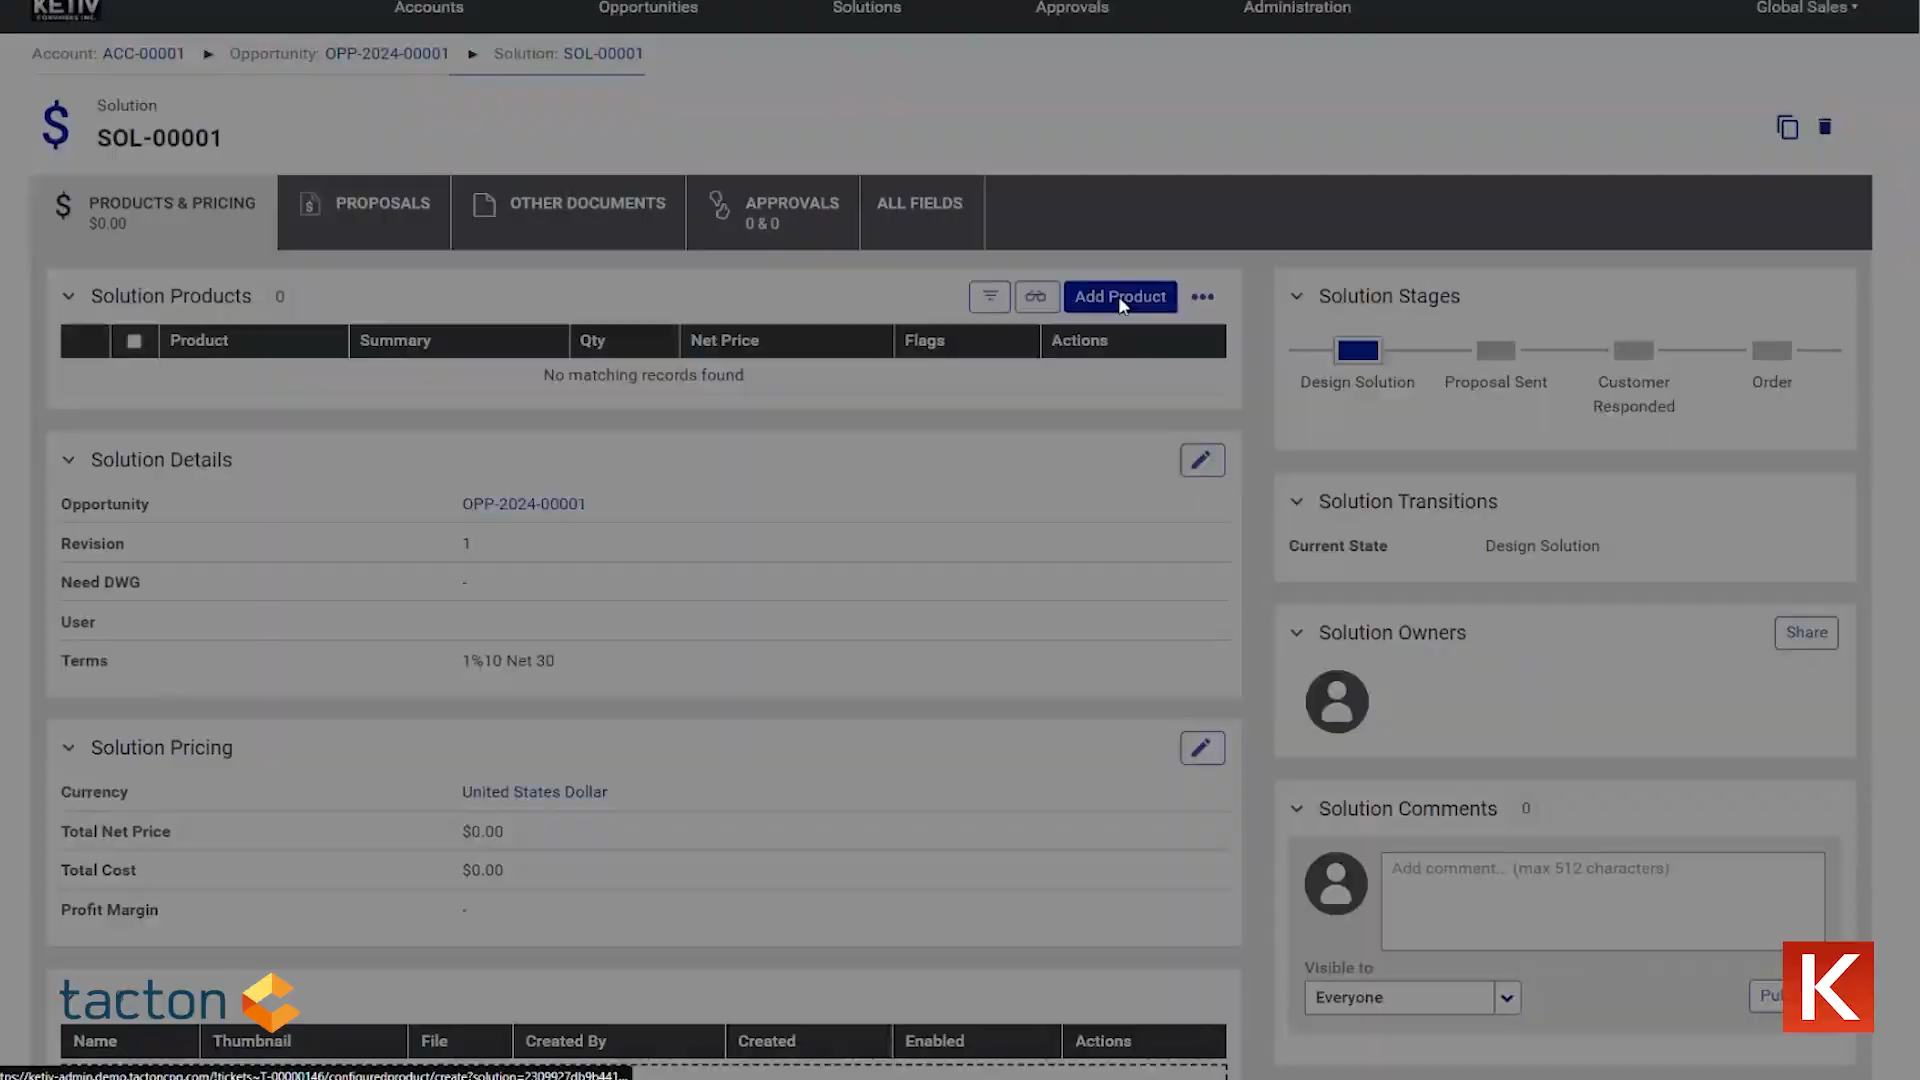 KETIV
Accounts
Opportunities
Solutions
Approvals
Administration
Global Sales
Account: ACC-00001 ► Opportunity: OPP-2024-00001 ► Solution: SOL-00001
Solution
SOL-00001
PRODUCTS & PRICING
$0.00
PROPOSALS
OTHER DOCUMENTS
APPROVALS
0 & 0
ALL FIELDS
Solution Products 0
Add Product
Product Summary Qty Net Price Flags Actions
No matching records found
Solution Details
Opportunity OPP-2024-00001
Revision 1
Need DWG -
User
Terms 1%10 Net 30
Solution Pricing
Currency United States Dollar
Total Net Price $0.00
Total Cost $0.00
Profit Margin -
tacton
Name Thumbnail File Created By Created Enabled Actions
Solution Stages
Design Solution
Proposal Sent
Customer
Responded
Order
Solution Transitions
Current State Design Solution
Solution Owners
Share
Solution Comments 0
Add comment... (max 512 characters)
Visible to
Everyone
Pu
K